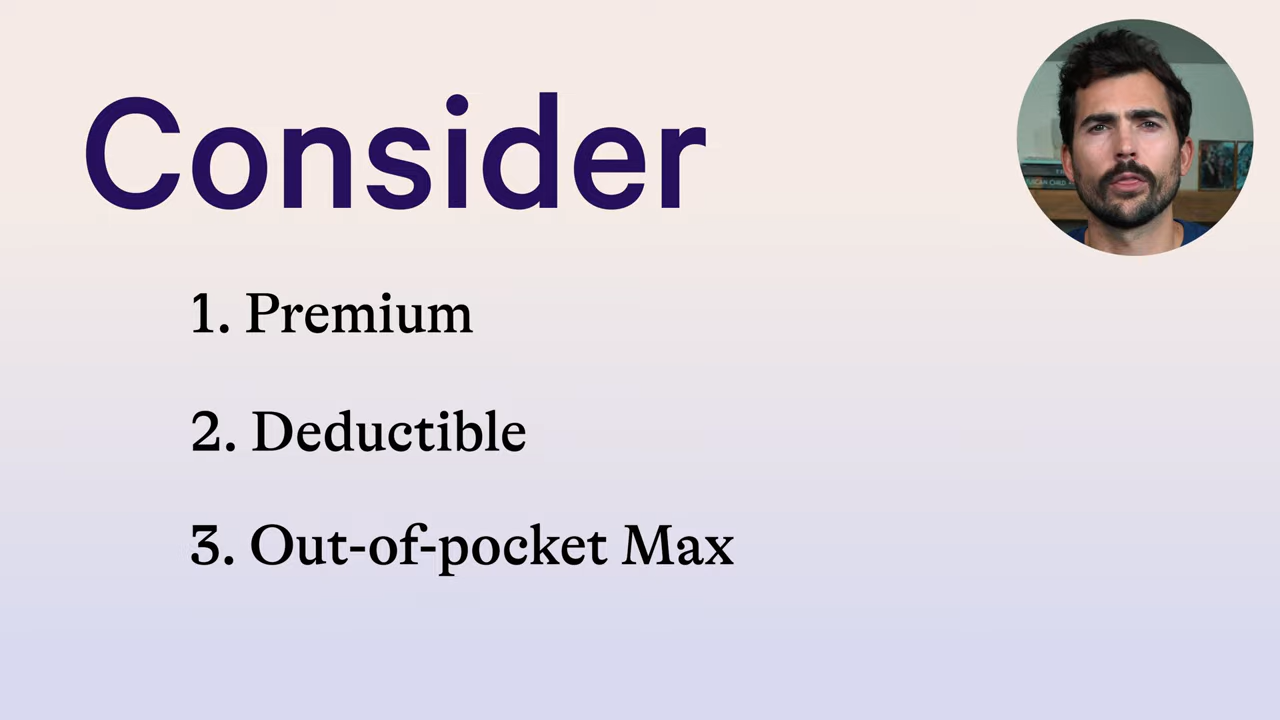 Consider
1. Premium
2. Deductible
3. Out-of-pocket Max